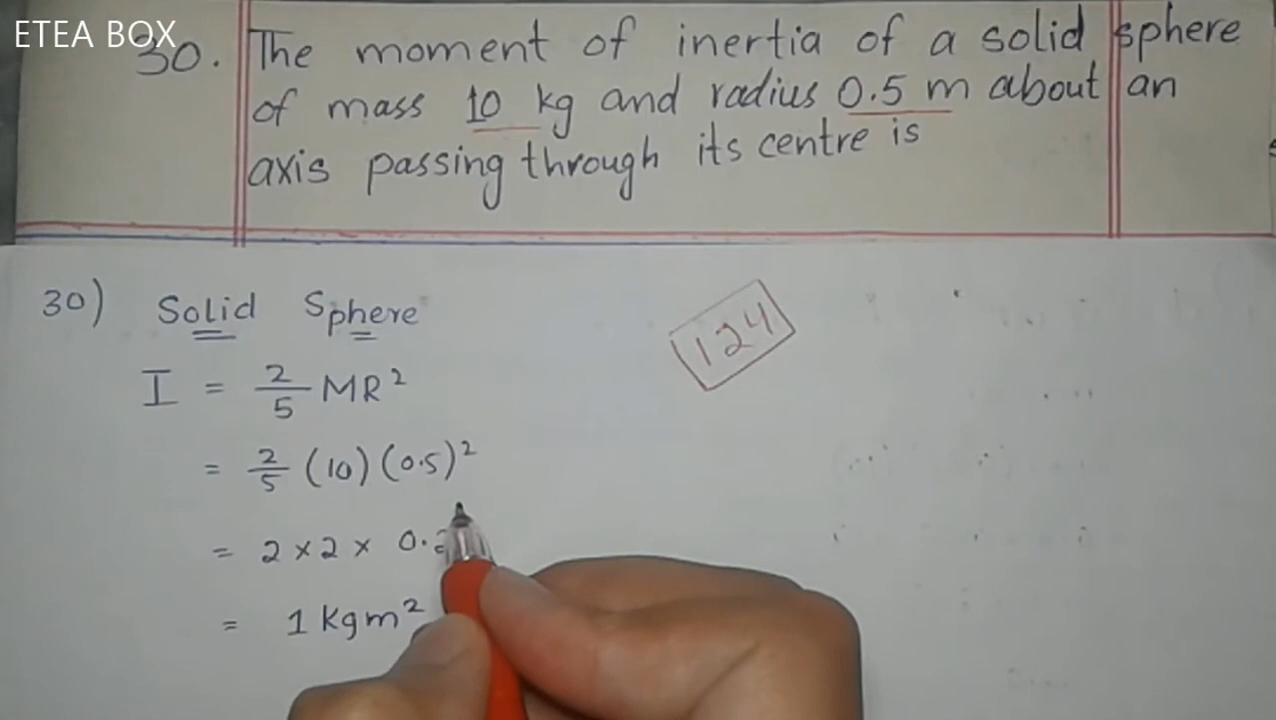 ETEA BOX
30. The moment of inertia of a solid sphere
of mass 10 kg and radius 0.5 m about an
axis passing through its centre is
30) Solid Sphere
I = 2/5 MR²
= 2/5 (10) (0.5)²
= 2 × 2 ×
= 1 Kgm²
124